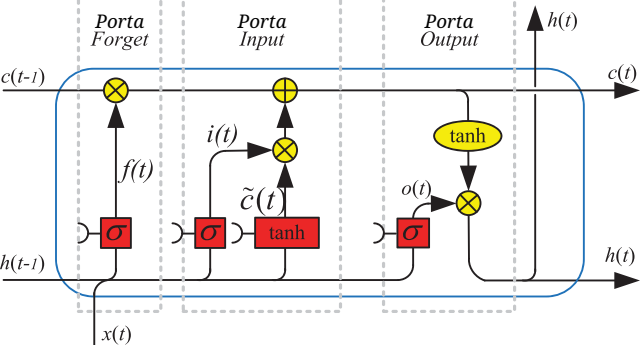 Porta
Forget
Porta
Input
Porta
Output
h(t)
c(t-1)
c(t)
tanh
i(t)
f(t)
c̃(t)
o(t)
σ
σ
tanh
σ
h(t-1)
h(t)
x(t)